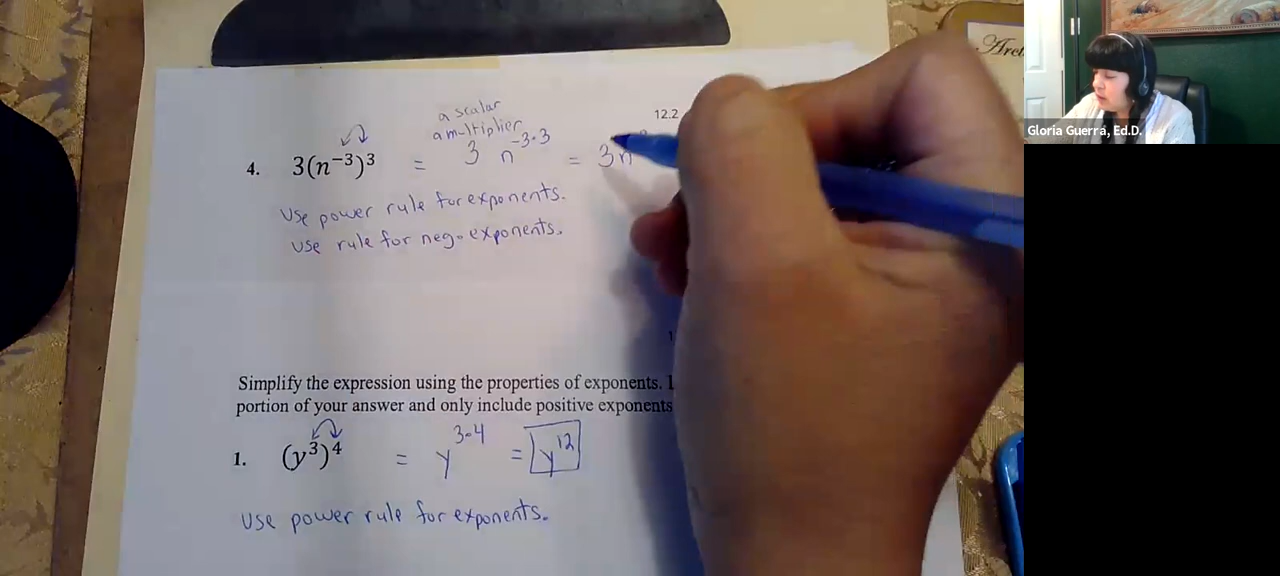 a scalar
a multiplier
12.2
4. 3(n⁻³)³ = 3 n⁻³·³ = 3n
Use power rule for exponents.
Use rule for neg. exponents.
Simplify the expression using the properties of exponents.
portion of your answer and only include positive exponents
1. (y³)⁴ = y³·⁴ = y¹²
Use power rule for exponents.
Gloria Guerra, Ed.D.